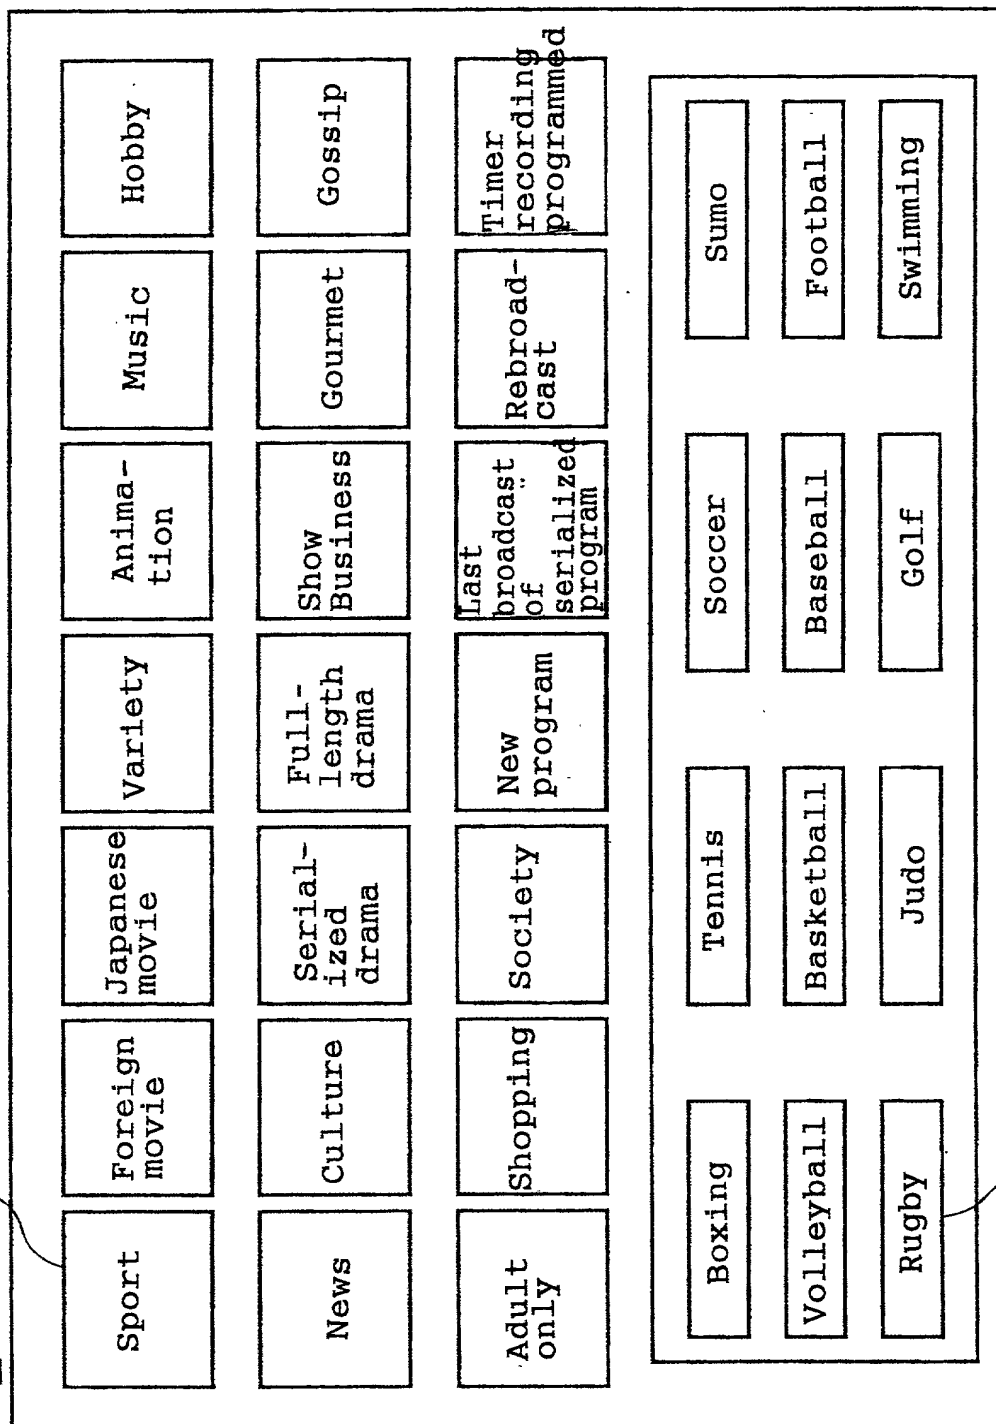 Sport
Foreign
movie
Japanese
movie
Variety
Anima-
tion
Music
Hobby
News
Culture
Serial-
ized
drama
Full-
length
drama
Show
Business
Gourmet
Gossip
Adult
only
Shopping
Society
New
program
Last
broadcast
of
serialized
program
Rebroad-
cast
Timer
recording
programmed
Boxing
Tennis
Soccer
Sumo
Volleyball
Basketball
Baseball
Football
Rugby
Judo
Golf
Swimming